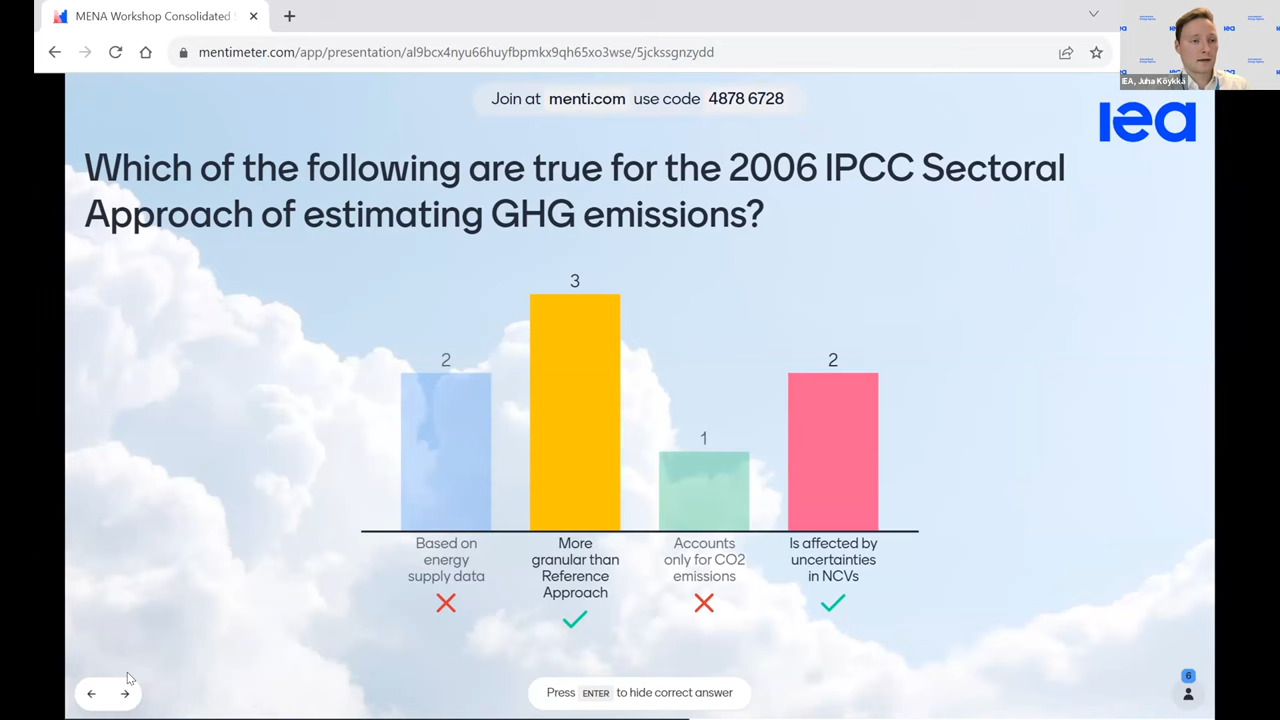 MENA Workshop Consolidated
mentimeter.com/app/presentation/al9bcx4nyu66huyfbpmkx9qh65xo3wse/5jckssgnzydd
IEA, Juha Köykkä
Join at menti.com use code 4878 6728
iea
Which of the following are true for the 2006 IPCC Sectoral
Approach of estimating GHG emissions?
2
3
1
2
Based on
energy
supply data
More
granular than
Reference
Approach
Accounts
only for CO2
emissions
Is affected by
uncertainties
in NCVs
Press ENTER to hide correct answer
6